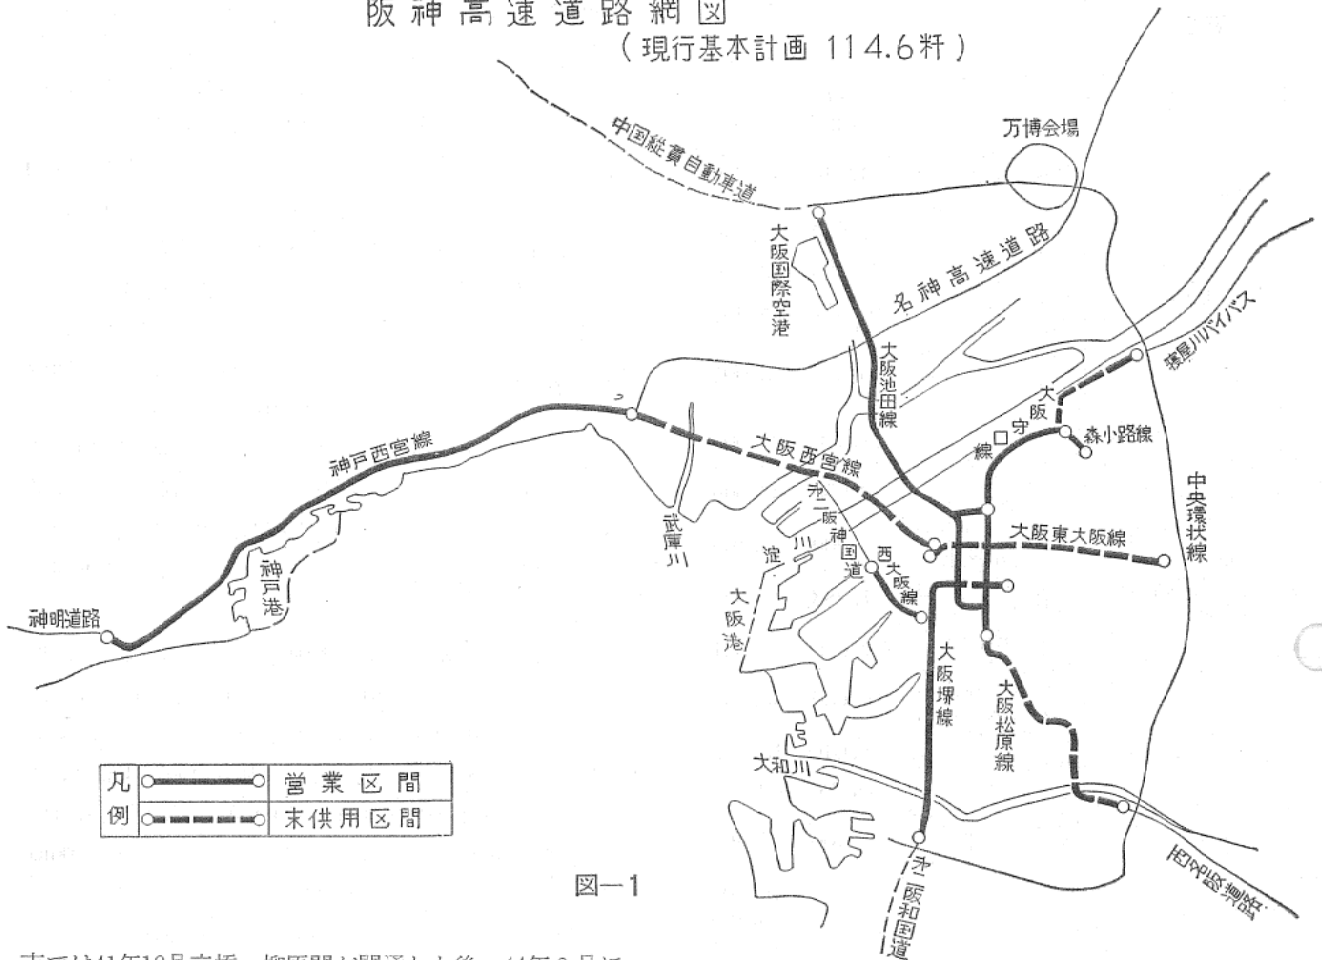 阪神高速道路網図
(現行基本計画 114.6粁)
万博会場
中国縦貫自動車道
大阪国際空港
名神高速道路
寝屋川バイパス
大阪池田線
大阪守口線
森小路線
神戸西宮線
大阪西宮線
中央環状線
第二阪神国道
武庫川
大阪東大阪線
淀川
西大阪線
神戸港
大阪港
神明道路
大阪堺線
大阪松原線
大和川
凡例
営業区間
末供用区間
西名阪道路
図-1
第二阪和国道